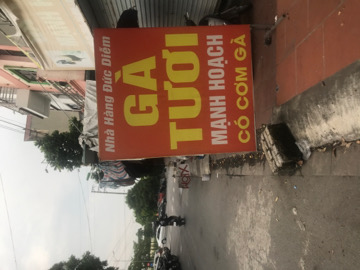 Nhà Hàng Đức Diễm
GÀ
TƯƠI
MẠNH HOẠCH
CÓ CƠM GÀ